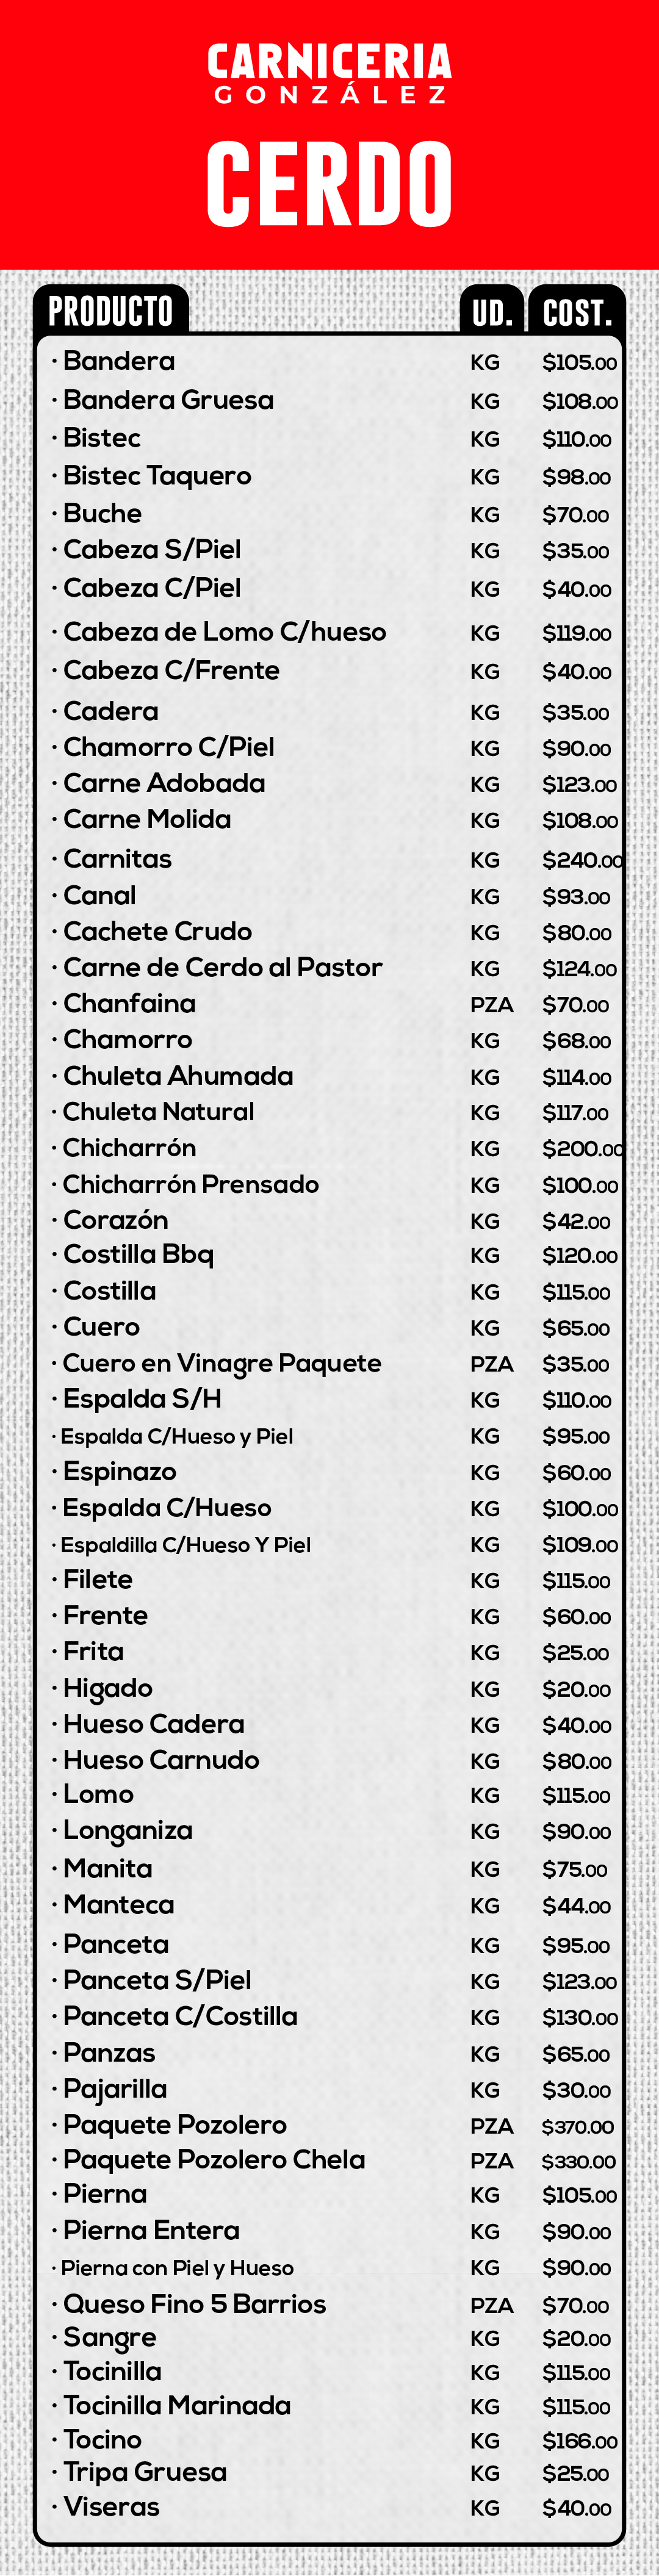 CARNICERIA
GONZÁLEZ
CERDO
PRODUCTO UD. COST.
· Bandera KG $105.00
· Bandera Gruesa KG $108.00
· Bistec KG $110.00
· Bistec Taquero KG $98.00
· Buche KG $70.00
· Cabeza S/Piel KG $35.00
· Cabeza C/Piel KG $40.00
· Cabeza de Lomo C/hueso KG $119.00
· Cabeza C/Frente KG $40.00
· Cadera KG $35.00
· Chamorro C/Piel KG $90.00
· Carne Adobada KG $123.00
· Carne Molida KG $108.00
· Carnitas KG $240.00
· Canal KG $93.00
· Cachete Crudo KG $80.00
· Carne de Cerdo al Pastor KG $124.00
· Chanfaina PZA $70.00
· Chamorro KG $68.00
· Chuleta Ahumada KG $114.00
· Chuleta Natural KG $117.00
· Chicharrón KG $200.00
· Chicharrón Prensado KG $100.00
· Corazón KG $42.00
· Costilla Bbq KG $120.00
· Costilla KG $115.00
· Cuero KG $65.00
· Cuero en Vinagre Paquete PZA $35.00
· Espalda S/H KG $110.00
· Espalda C/Hueso y Piel KG $95.00
· Espinazo KG $60.00
· Espalda C/Hueso KG $100.00
· Espaldilla C/Hueso Y Piel KG $109.00
· Filete KG $115.00
· Frente KG $60.00
· Frita KG $25.00
· Higado KG $20.00
· Hueso Cadera KG $40.00
· Hueso Carnudo KG $80.00
· Lomo KG $115.00
· Longaniza KG $90.00
· Manita KG $75.00
· Manteca KG $44.00
· Panceta KG $95.00
· Panceta S/Piel KG $123.00
· Panceta C/Costilla KG $130.00
· Panzas KG $65.00
· Pajarilla KG $30.00
· Paquete Pozolero PZA $370.00
· Paquete Pozolero Chela PZA $330.00
· Pierna KG $105.00
· Pierna Entera KG $90.00
· Pierna con Piel y Hueso KG $90.00
· Queso Fino 5 Barrios PZA $70.00
· Sangre KG $20.00
· Tocinilla KG $115.00
· Tocinilla Marinada KG $115.00
· Tocino KG $166.00
· Tripa Gruesa KG $25.00
· Viseras KG $40.00